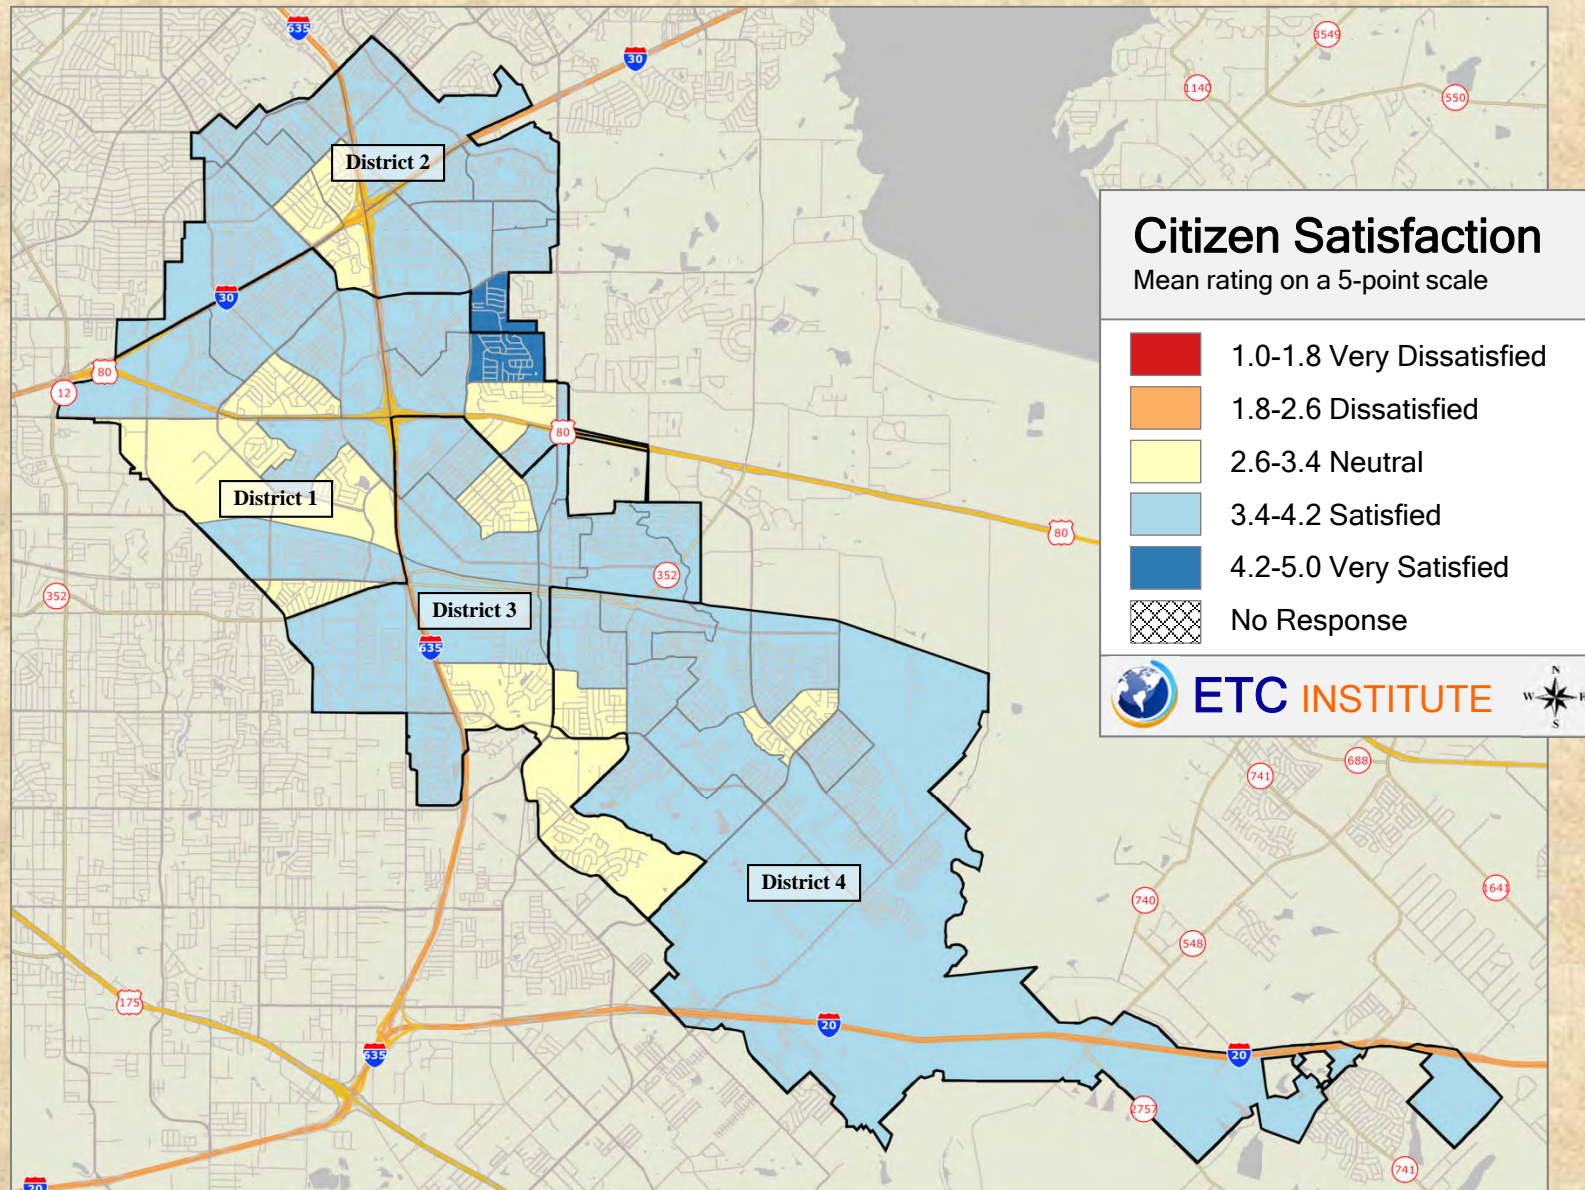 635
30
3549
1140
550
District 2
Citizen Satisfaction
Mean rating on a 5-point scale
30
1.0-1.8 Very Dissatisfied
80
12
1.8-2.6 Dissatisfied
80
2.6-3.4 Neutral
District 1
3.4-4.2 Satisfied
80
4.2-5.0 Very Satisfied
352
352
District 3
No Response
635
ETC INSTITUTE
N
W
E
S
688
741
District 4
1641
740
548
175
20
635
20
2757
741
20